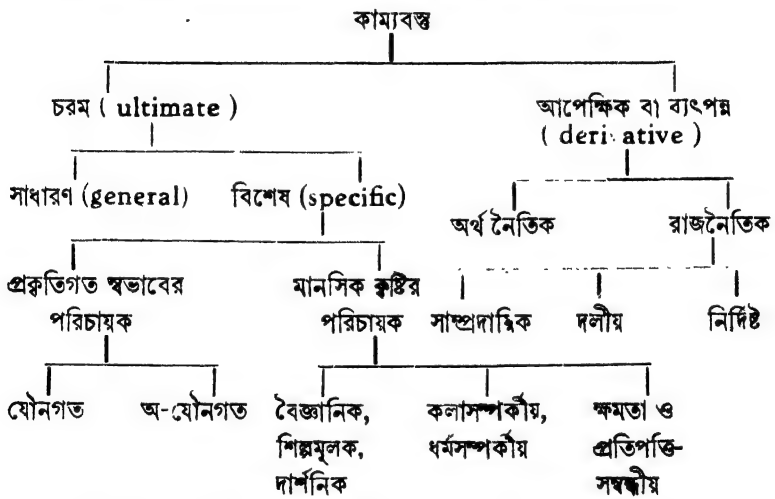 কাম্যবস্তু
চরম ( ultimate )
আপেক্ষিক বা ব্যুৎপন্ন
( derivative )
সাধারণ (general)
বিশেষ (specific)
অর্থ নৈতিক
রাজনৈতিক
প্রকৃতিগত স্বভাবের
পরিচায়ক
মানসিক কৃষ্টির
পরিচায়ক
সাম্প্রদায়িক
দলীয়
নির্দিষ্ট
যৌনগত
অ-যৌনগত
বৈজ্ঞানিক,
শিল্পমূলক,
দার্শনিক
কলাসম্পর্কীয়,
ধর্মসম্পর্কীয়
ক্ষমতা ও
প্রতিপত্তি-
সম্বন্ধীয়